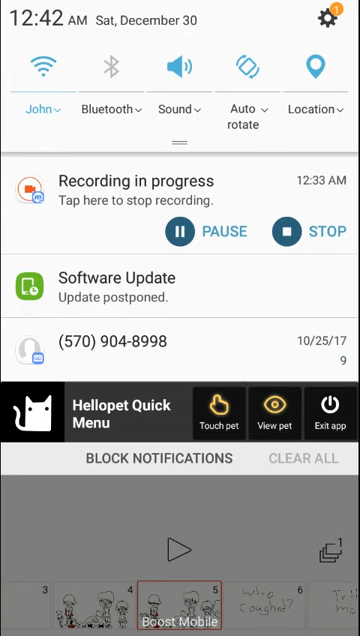 12:42 AM Sat, December 30
1
John
Bluetooth
Sound
Auto rotate
Location
Recording in progress
12:33 AM
Tap here to stop recording.
PAUSE
STOP
Software Update
Update postponed.
(570) 904-8998
10/25/17
9
Hellopet Quick Menu
Touch pet
View pet
Exit app
BLOCK NOTIFICATIONS
CLEAR ALL
1
3
4
5
6
Who
coughed?
Boost Mobile